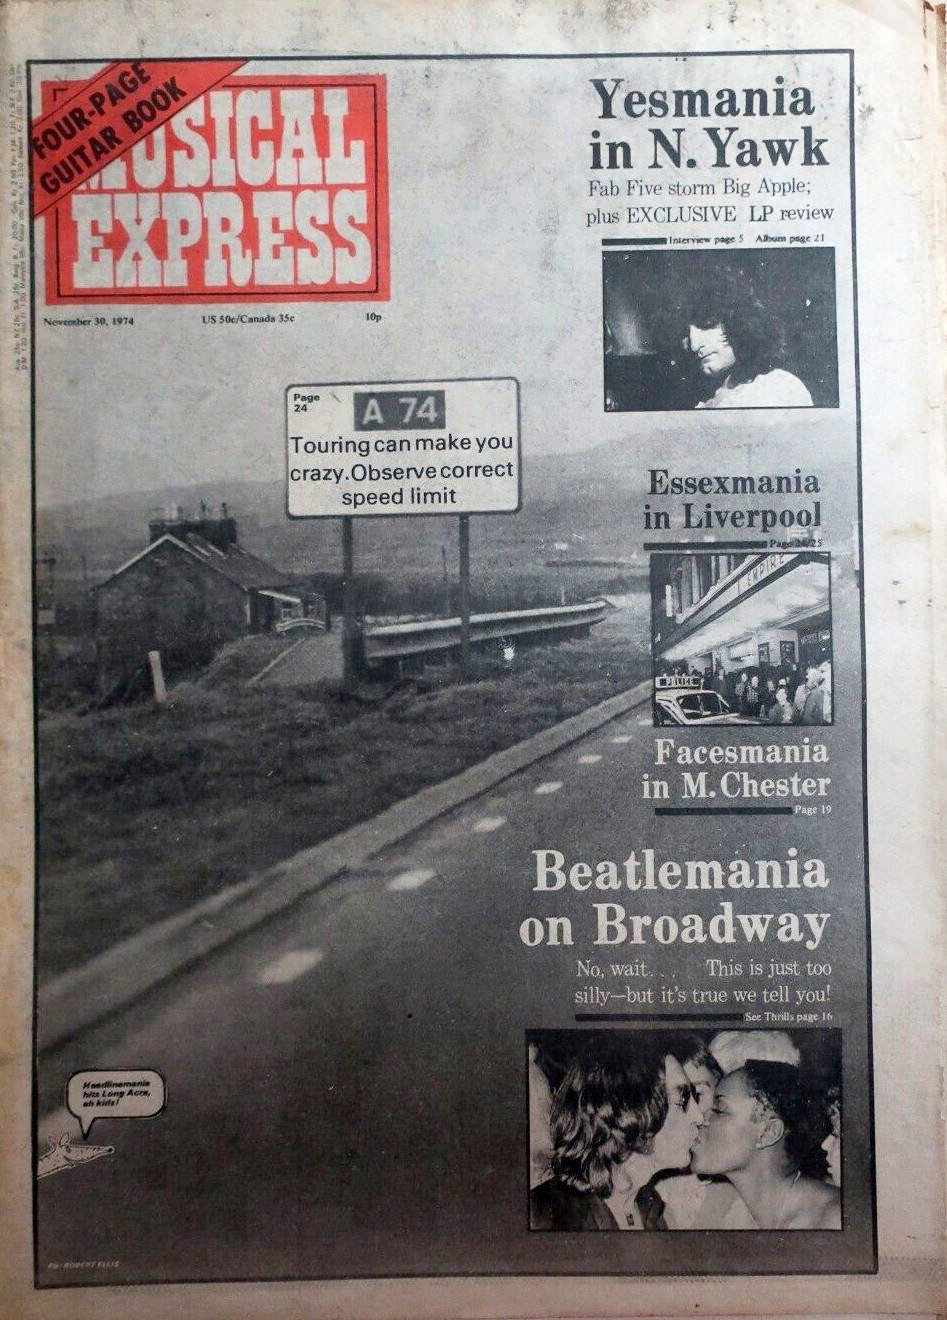 FOUR-PAGE
GUITAR BOOK
MUSICAL
EXPRESS
November 30, 1974 US 50c/Canada 35c 10p
Yesmania
in N. Yawk
Fab Five storm Big Apple;
plus EXCLUSIVE LP review
Interview page 5 Album page 21
Page
24
A 74
Touring can make you
crazy. Observe correct
speed limit
Essexmania
in Liverpool
Page 24/25
EMPIRE
POLICE
Facesmania
in M. Chester
Page 19
Beatlemania
on Broadway
No, wait... This is just too
silly—but it's true we tell you!
See Thrills page 16
Headlinemania
hits Long Acre,
eh kids!
Pic: ROBERT ELLIS